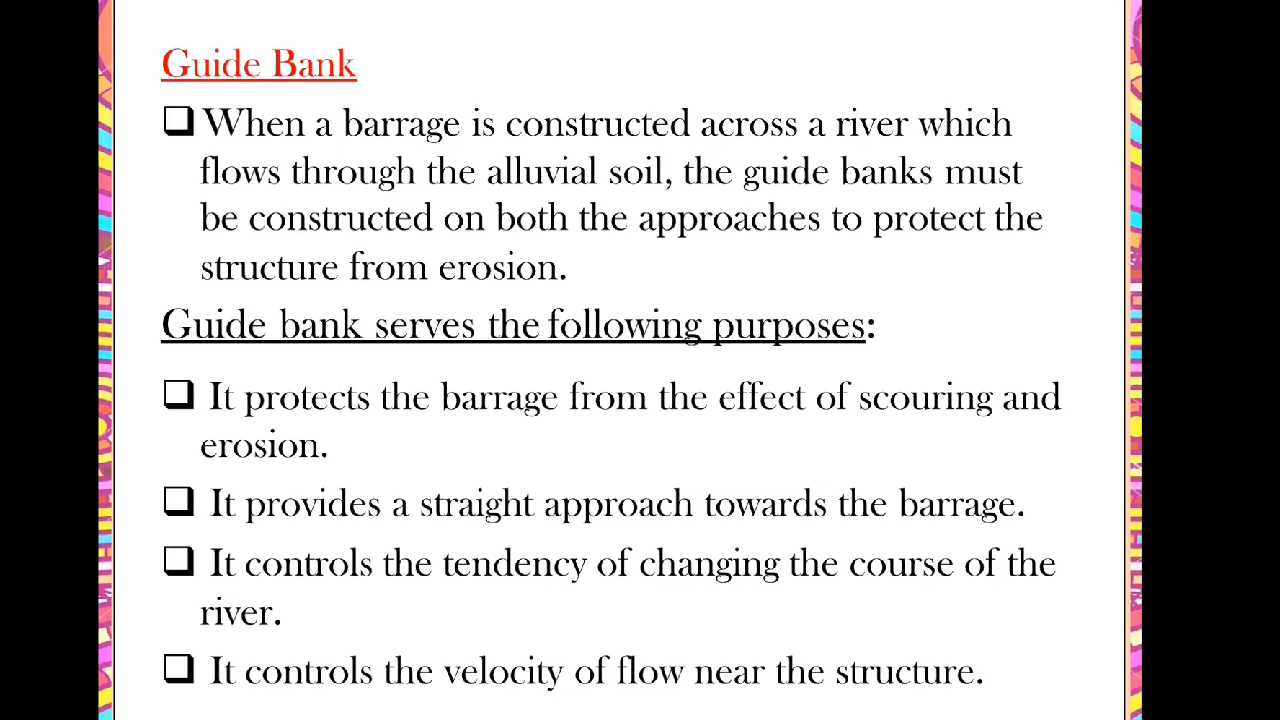 Guide Bank
❑ When a barrage is constructed across a river which
flows through the alluvial soil, the guide banks must
be constructed on both the approaches to protect the
structure from erosion.
Guide bank serves the following purposes:
❑ It protects the barrage from the effect of scouring and
erosion.
❑ It provides a straight approach towards the barrage.
❑ It controls the tendency of changing the course of the
river.
❑ It controls the velocity of flow near the structure.